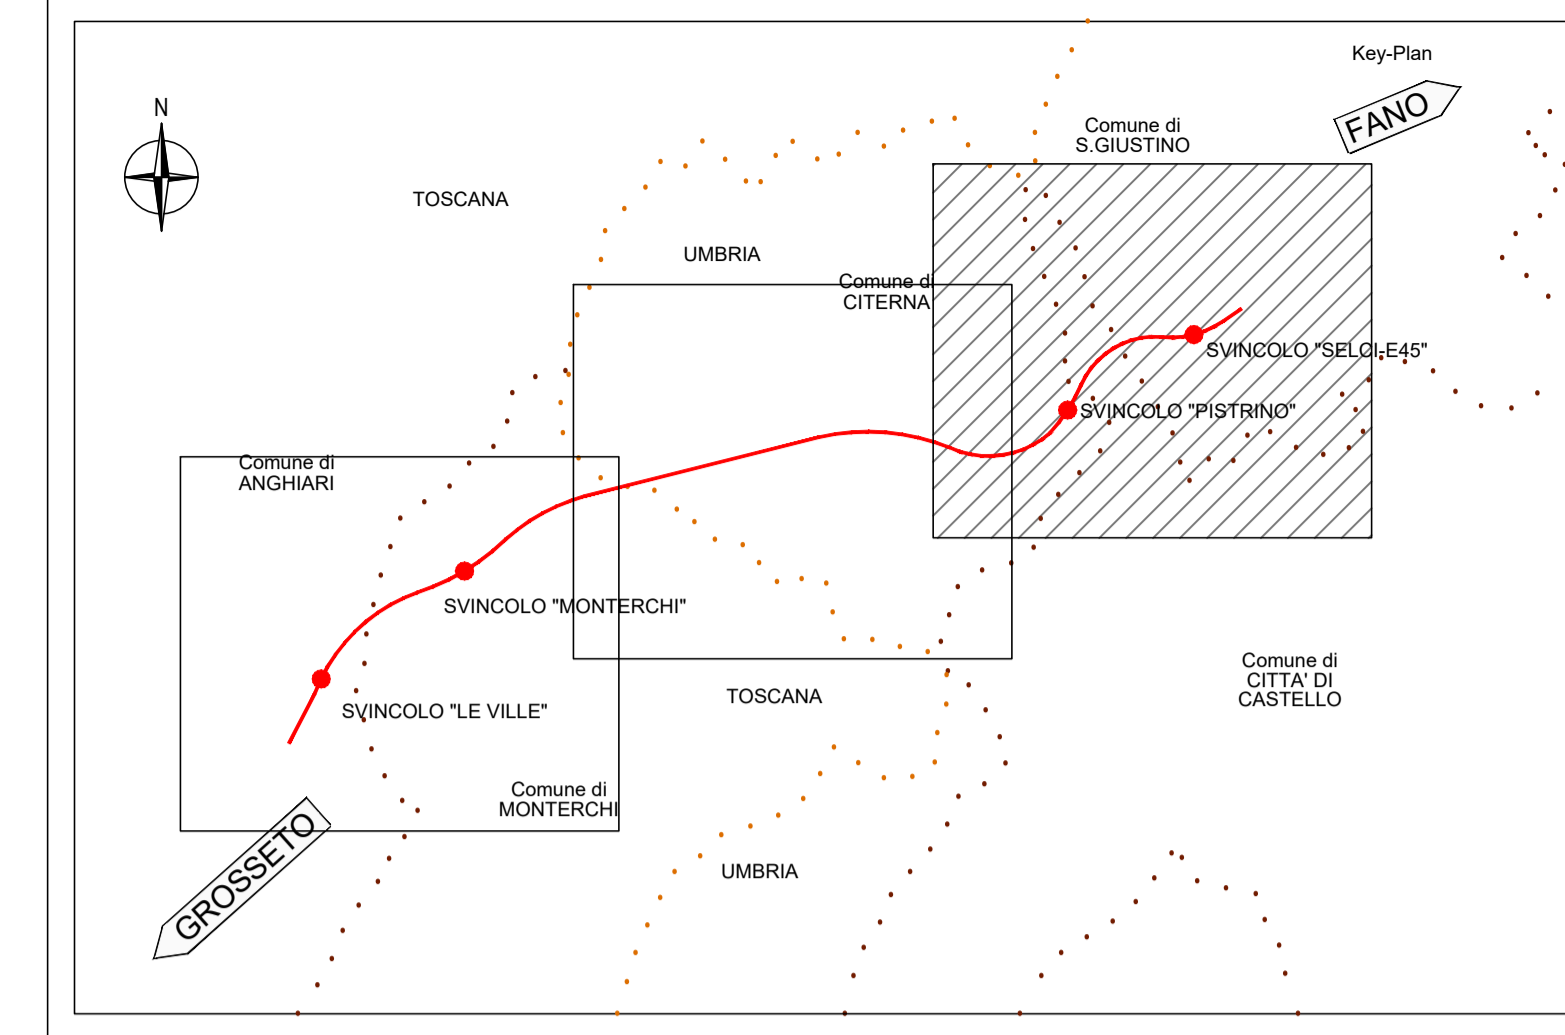 Key-Plan
FANO
N
Comune di
S.GIUSTINO
TOSCANA
UMBRIA
Comune di
CITERNA
SVINCOLO "SELCI-E45"
SVINCOLO "PISTRINO"
Comune di
ANGHIARI
SVINCOLO "MONTERCHI"
Comune di
CITTA' DI
CASTELLO
TOSCANA
SVINCOLO "LE VILLE"
Comune di
MONTERCHI
GROSSETO
UMBRIA